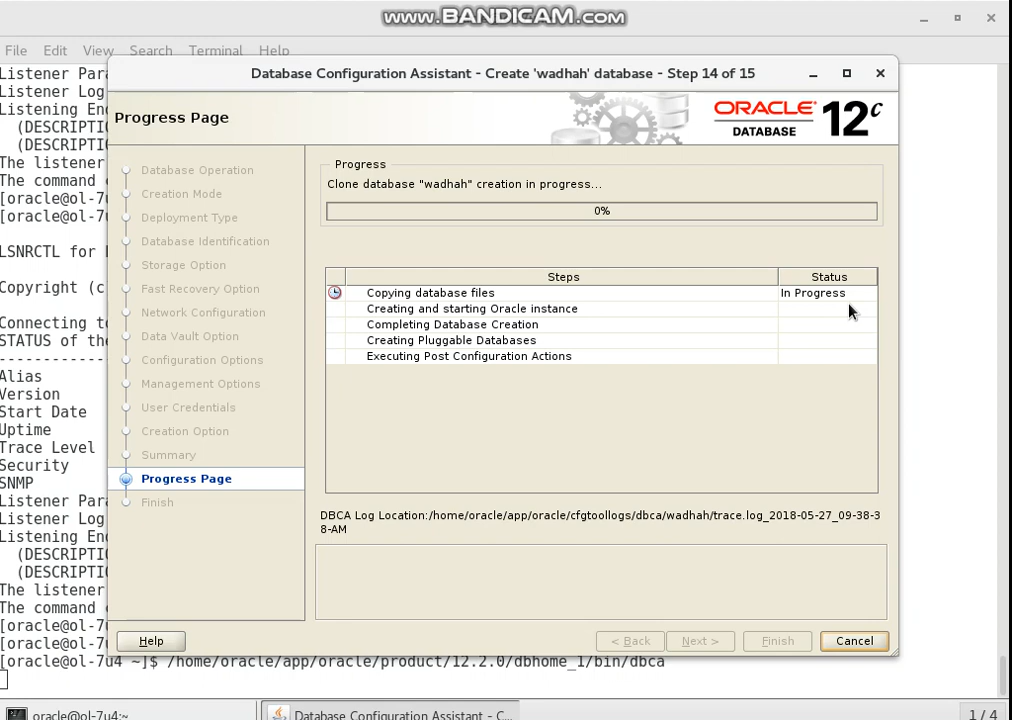 www.BANDICAM.com
File Edit View Search Terminal Help
Listener Para
Listener Log
Listening End
(DESCRIPTIO
(DESCRIPTIO
The listener
The command c
[oracle@ol-7u
[oracle@ol-7u
LSNRCTL for L
Copyright (c
Connecting to
STATUS of the
-------------
Alias
Version
Start Date
Uptime
Trace Level
Security
SNMP
Listener Para
Listener Log
Listening End
(DESCRIPTIO
(DESCRIPTIO
The listener
The command c
[oracle@ol-7u
[oracle@ol-7u
[oracle@ol-7u4 ~]$ /home/oracle/app/oracle/product/12.2.0/dbhome_1/bin/dbca
Database Configuration Assistant - Create 'wadhah' database - Step 14 of 15
Progress Page
ORACLE
DATABASE 12c
Database Operation
Creation Mode
Deployment Type
Database Identification
Storage Option
Fast Recovery Option
Network Configuration
Data Vault Option
Configuration Options
Management Options
User Credentials
Creation Option
Summary
Progress Page
Finish
Progress
Clone database "wadhah" creation in progress...
0%
Steps Status
Copying database files In Progress
Creating and starting Oracle instance
Completing Database Creation
Creating Pluggable Databases
Executing Post Configuration Actions
DBCA Log Location:/home/oracle/app/oracle/cfgtoollogs/dbca/wadhah/trace.log_2018-05-27_09-38-3
8-AM
Help < Back Next > Finish Cancel
oracle@ol-7u4:~ Database Configuration Assistant - C... 1 / 4